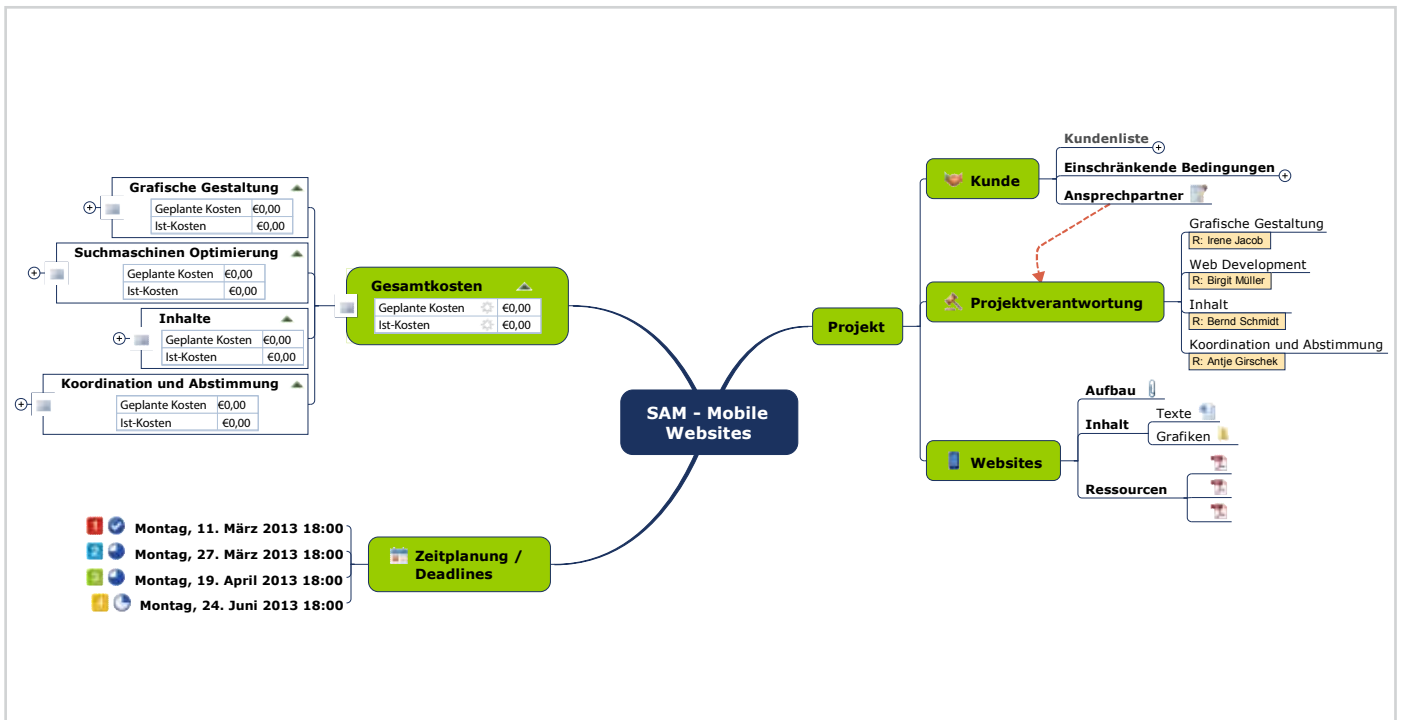 Grafische Gestaltung
Geplante Kosten €0,00
Ist-Kosten €0,00
Suchmaschinen Optimierung
Geplante Kosten €0,00
Ist-Kosten €0,00
Inhalte
Geplante Kosten €0,00
Ist-Kosten €0,00
Koordination und Abstimmung
Geplante Kosten €0,00
Ist-Kosten €0,00
Gesamtkosten
Geplante Kosten €0,00
Ist-Kosten €0,00
1 Montag, 11. März 2013 18:00
2 Montag, 27. März 2013 18:00
3 Montag, 19. April 2013 18:00
4 Montag, 24. Juni 2013 18:00
Zeitplanung /
Deadlines
SAM - Mobile
Websites
Projekt
Kunde
Kundenliste
Einschränkende Bedingungen
Ansprechpartner
Projektverantwortung
Grafische Gestaltung
R: Irene Jacob
Web Development
R: Birgit Müller
Inhalt
R: Bernd Schmidt
Koordination und Abstimmung
R: Antje Girschek
Websites
Aufbau
Inhalt
Texte
Grafiken
Ressourcen